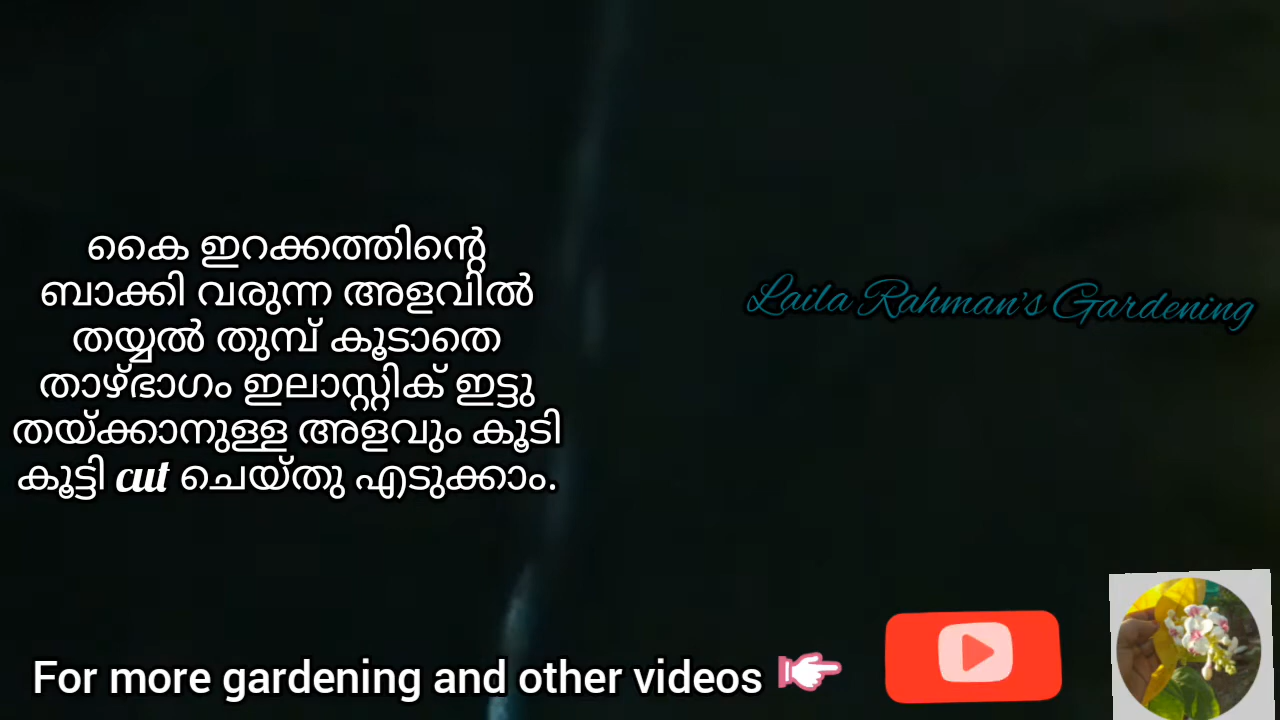 കൈ ഇറക്കത്തിന്റെ
ബാക്കി വരുന്ന അളവിൽ
തയ്യൽ തുമ്പ് കൂടാതെ
താഴ്ഭാഗം ഇലാസ്റ്റിക് ഇട്ടു
തയ്ക്കാനുള്ള അളവും കൂടി
കൂട്ടി cut ചെയ്തു എടുക്കാം.
Laila Rahman's Gardening
For more gardening and other videos